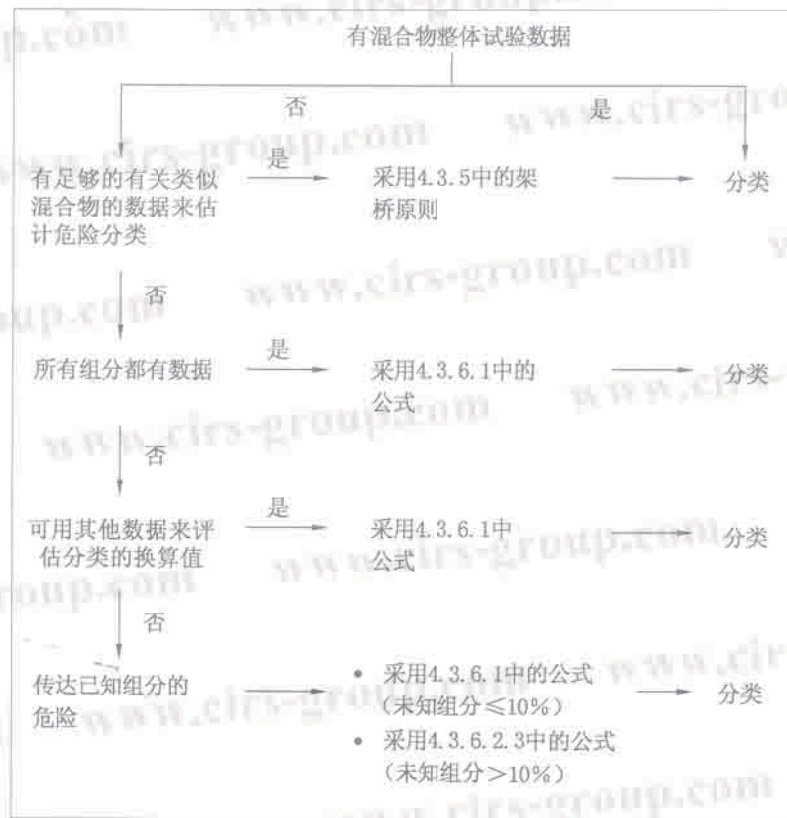 有混合物整体试验数据
否
是
有足够的有关类似
混合物的数据来估
计危险分类
是
采用4.3.5中的架
桥原则
分类
否
所有组分都有数据
是
采用4.3.6.1中的
公式
分类
否
可用其他数据来评
估分类的换算值
是
采用4.3.6.1中
公式
分类
否
传达已知组分的
危险
• 采用4.3.6.1中的公式
（未知组分≤10%）
• 采用4.3.6.2.3中的公式
（未知组分＞10%）
分类
www.cirs-group.com